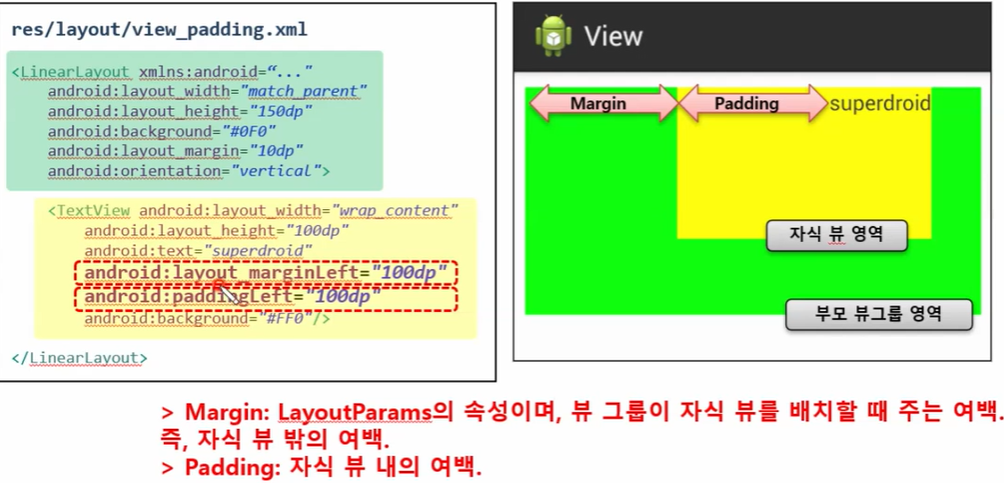 res/layout/view_padding.xml
<LinearLayout xmlns:android="..."
android:layout_width="match_parent"
android:layout_height="150dp"
android:background="#0F0"
android:layout_margin="10dp"
android:orientation="vertical">
<TextView android:layout_width="wrap_content"
android:layout_height="100dp"
android:text="superdroid"
android:layout_marginLeft="100dp"
android:paddingLeft="100dp"
android:background="#FF0"/>
</LinearLayout>
View
Margin
Padding
superdroid
자식 뷰 영역
부모 뷰그룹 영역
> Margin: LayoutParams의 속성이며, 뷰 그룹이 자식 뷰를 배치할 때 주는 여백.
즉, 자식 뷰 밖의 여백.
> Padding: 자식 뷰 내의 여백.